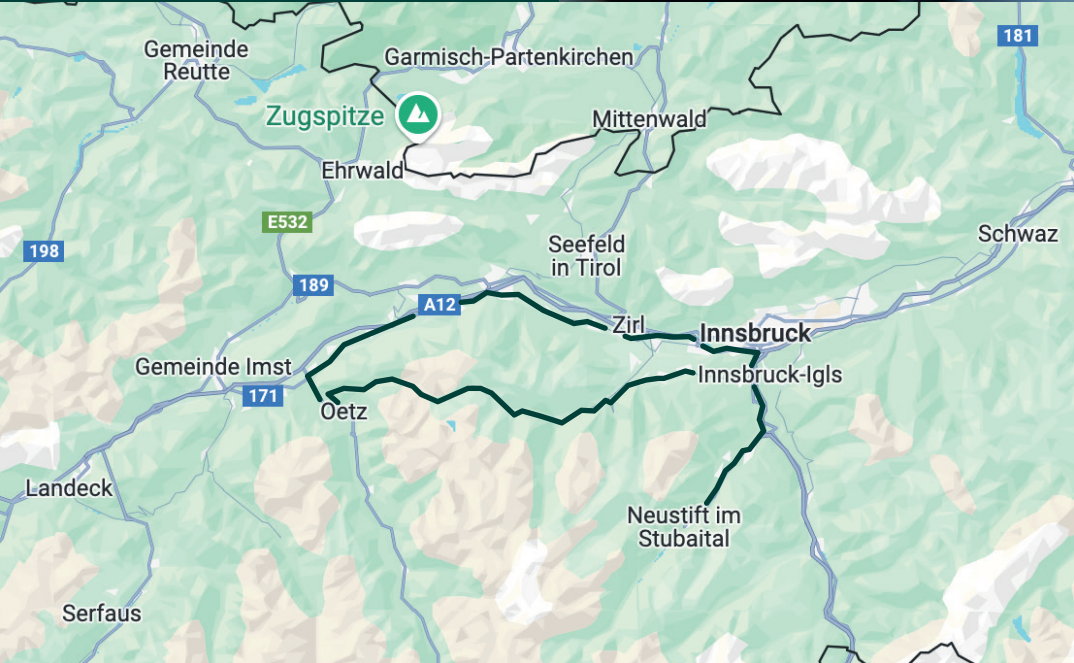 Gemeinde
Reutte
Garmisch-Partenkirchen
181
Zugspitze
Mittenwald
Ehrwald
E532
198
Seefeld
in Tirol
Schwaz
189
A12
Zirl
Innsbruck
Gemeinde Imst
Innsbruck-Igls
171
Oetz
Landeck
Neustift im
Stubaital
Serfaus